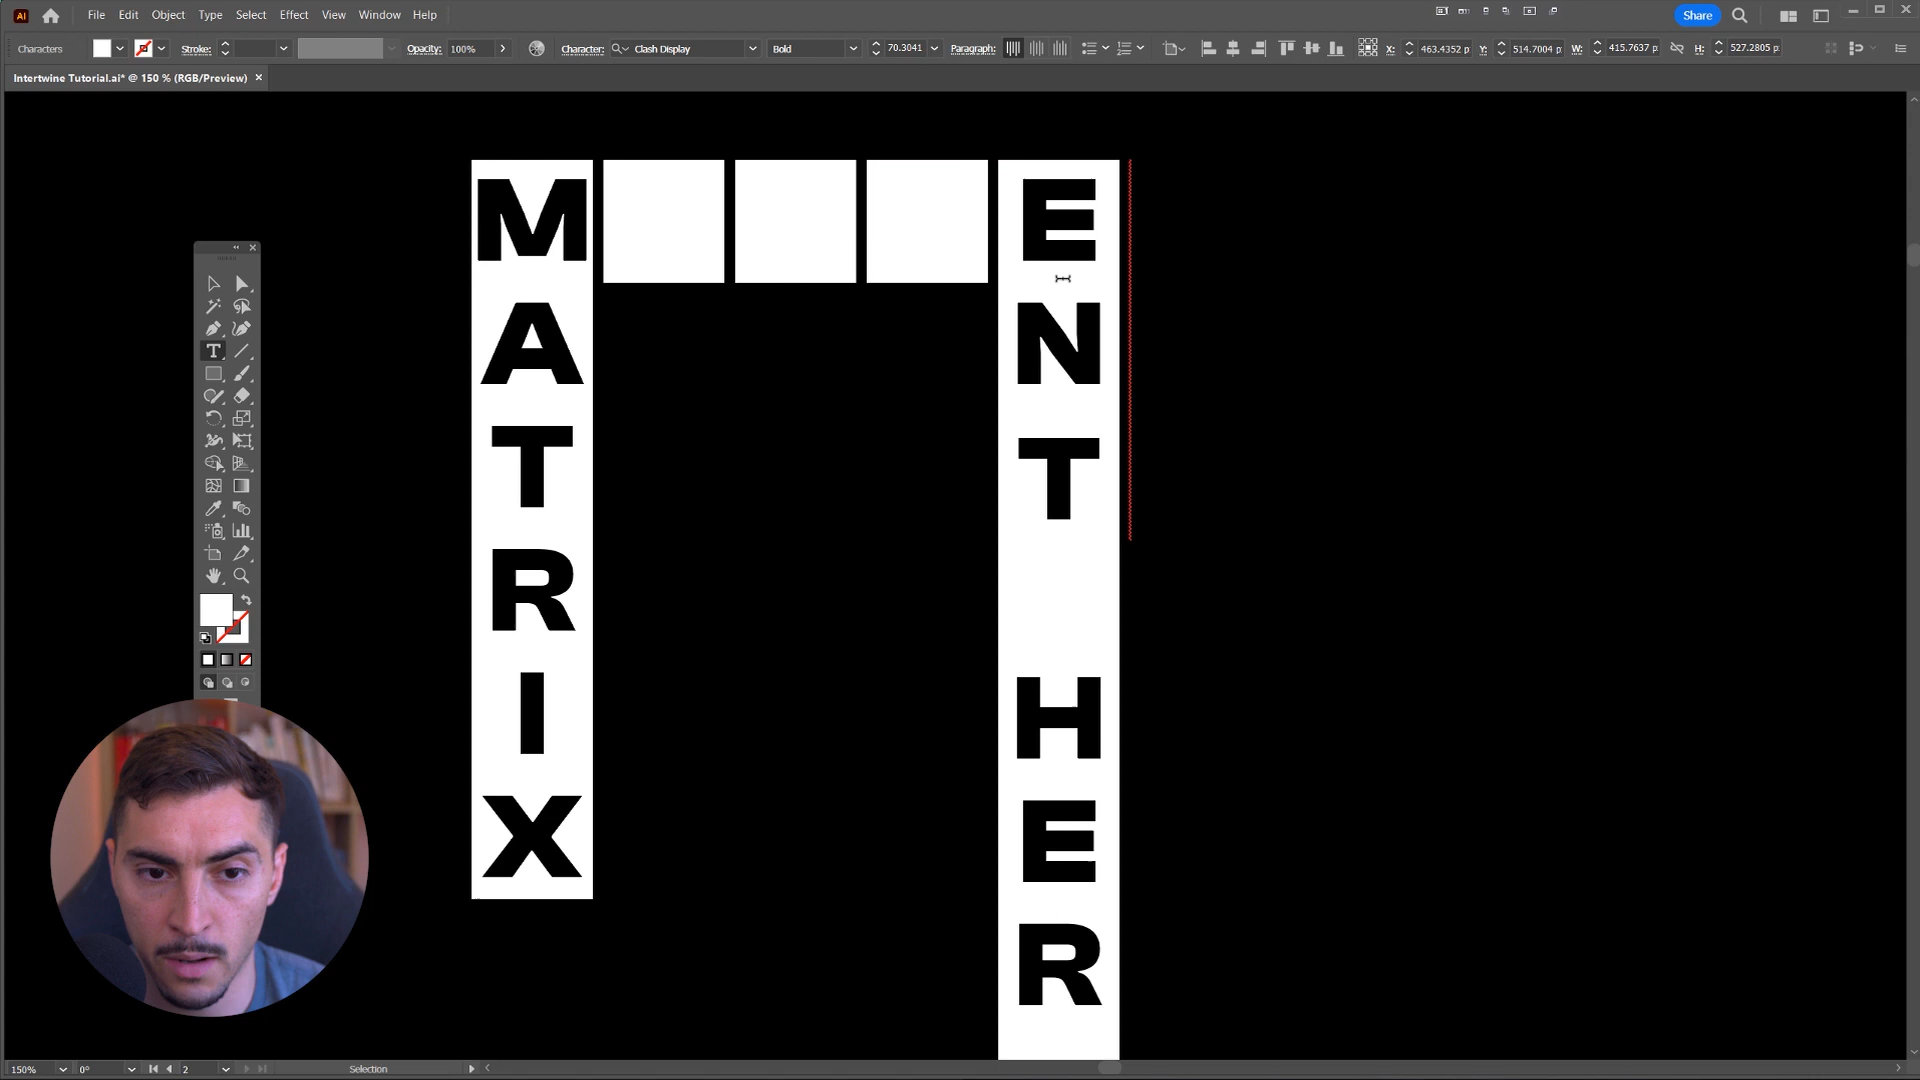 Ai File Edit Object Type Select Effect View Window Help Share
Characters Stroke: Opacity: 100% Character: Clash Display Bold 70.3041 Paragraph: X: 463.4352 p Y: 514.7004 p W: 415.7637 p H: 527.2805 p
Intertwine Tutorial.ai* @ 150 % (RGB/Preview) ×
M
A
T
R
I
X
E
N
T
H
E
R
150% 0° 2 Selection